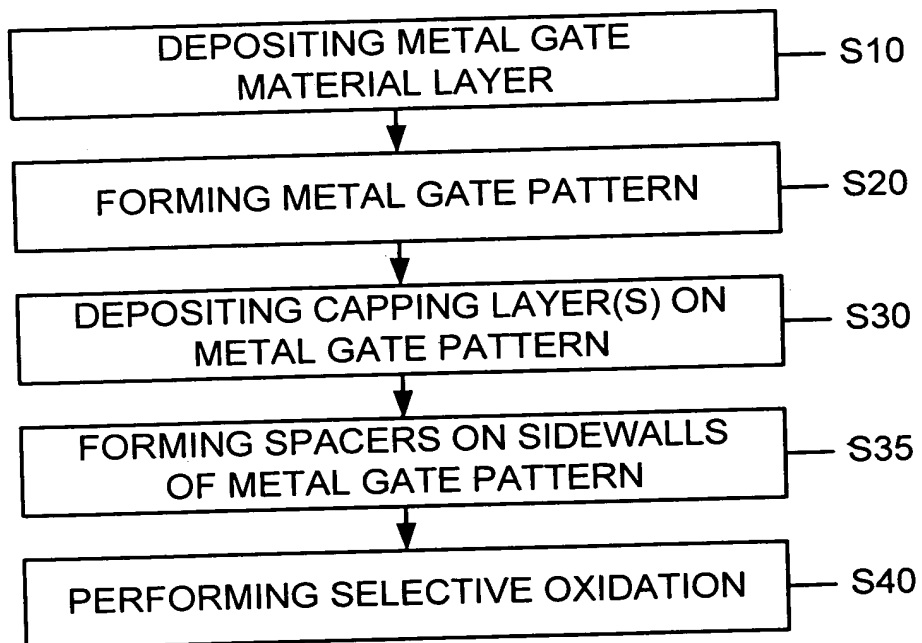 DEPOSITING METAL GATE
MATERIAL LAYER
S10
FORMING METAL GATE PATTERN
S20
DEPOSITING CAPPING LAYER(S) ON
METAL GATE PATTERN
S30
FORMING SPACERS ON SIDEWALLS
OF METAL GATE PATTERN
S35
PERFORMING SELECTIVE OXIDATION
S40